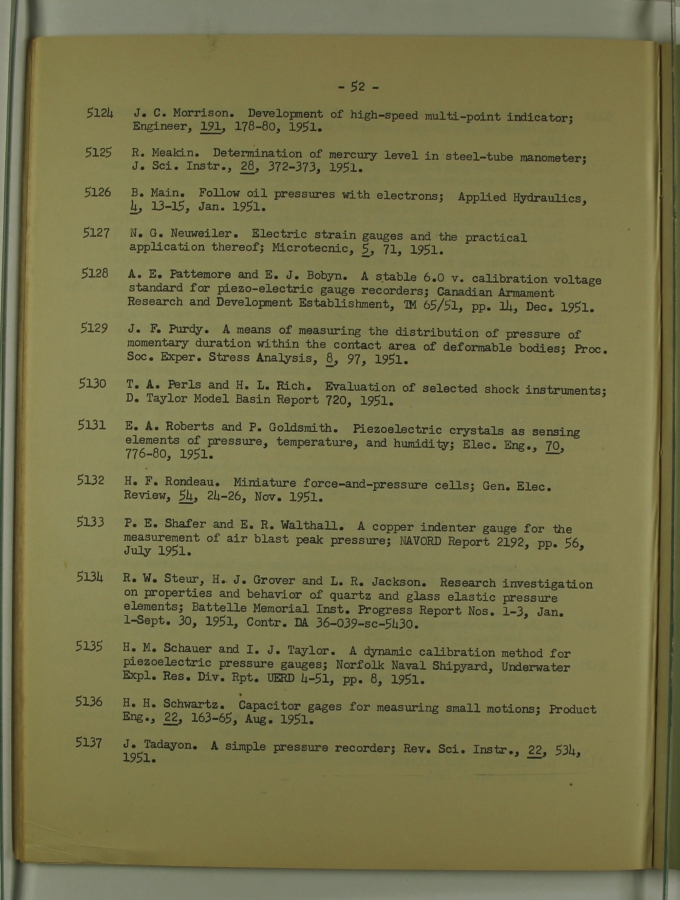 - 52 -
5124 J. C. Morrison. Development of high-speed multi-point indicator;
Engineer, 191, 178-80, 1951.
5125 R. Meakin. Determination of mercury level in steel-tube manometer;
J. Sci. Instr., 28, 372-373, 1951.
5126 B. Main. Follow oil pressures with electrons; Applied Hydraulics,
4, 13-15, Jan. 1951.
5127 N. G. Neuweiler. Electric strain gauges and the practical
application thereof; Microtecnic, 5, 71, 1951.
5128 A. E. Pattemore and E. J. Bobyn. A stable 6.0 v. calibration voltage
standard for piezo-electric gauge recorders; Canadian Armament
Research and Development Establishment, TM 65/51, pp. 14, Dec. 1951.
5129 J. F. Purdy. A means of measuring the distribution of pressure of
momentary duration within the contact area of deformable bodies; Proc.
Soc. Exper. Stress Analysis, 8, 97, 1951.
5130 T. A. Perls and H. L. Rich. Evaluation of selected shock instruments;
D. Taylor Model Basin Report 720, 1951.
5131 E. A. Roberts and P. Goldsmith. Piezoelectric crystals as sensing
elements of pressure, temperature, and humidity; Elec. Eng., 70,
776-80, 1951.
5132 H. F. Rondeau. Miniature force-and-pressure cells; Gen. Elec.
Review, 54, 24-26, Nov. 1951.
5133 P. E. Shafer and E. R. Walthall. A copper indenter gauge for the
measurement of air blast peak pressure; NAVORD Report 2192, pp. 56,
July 1951.
5134 R. W. Steur, H. J. Grover and L. R. Jackson. Research investigation
on properties and behavior of quartz and glass elastic pressure
elements; Battelle Memorial Inst. Progress Report Nos. 1-3, Jan.
1-Sept. 30, 1951, Contr. DA 36-039-sc-5430.
5135 H. M. Schauer and I. J. Taylor. A dynamic calibration method for
piezoelectric pressure gauges; Norfolk Naval Shipyard, Underwater
Expl. Res. Div. Rpt. UERD 4-51, pp. 8, 1951.
5136 H. H. Schwartz. Capacitor gages for measuring small motions; Product
Eng., 22, 163-65, Aug. 1951.
5137 J. Tadayon. A simple pressure recorder; Rev. Sci. Instr., 22, 534,
1951.